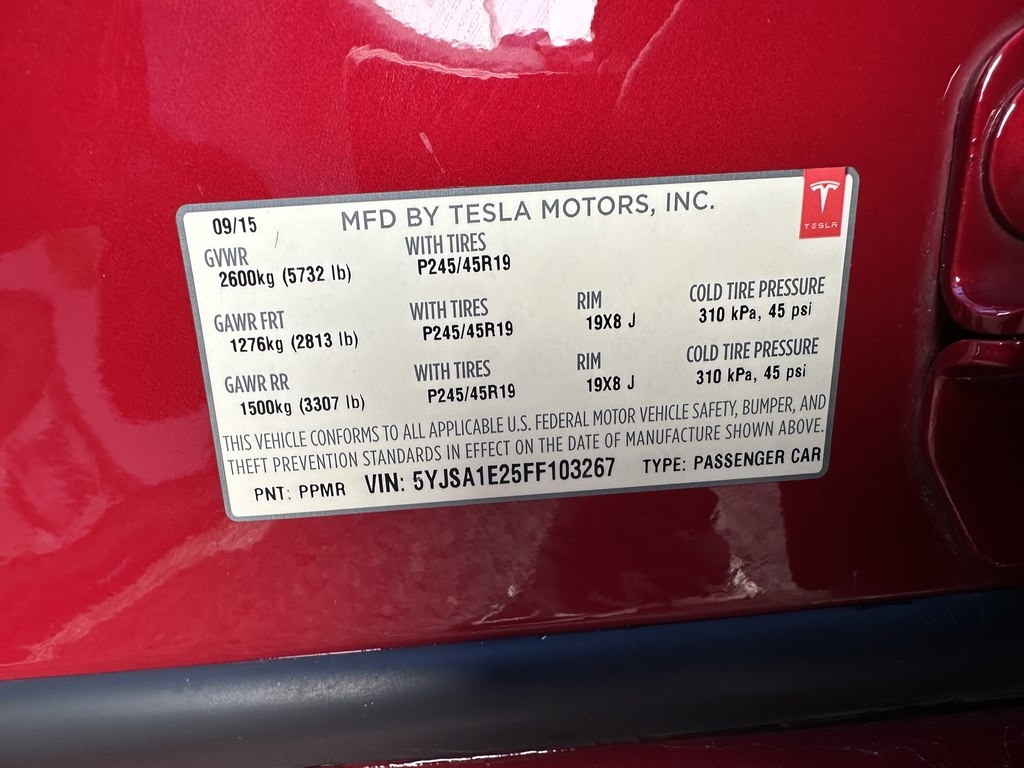 09/15 MFD BY TESLA MOTORS, INC.
TESLA
GVWR WITH TIRES
2600kg (5732 lb) P245/45R19
GAWR FRT WITH TIRES RIM COLD TIRE PRESSURE
1276kg (2813 lb) P245/45R19 19X8 J 310 kPa, 45 psi
GAWR RR WITH TIRES RIM COLD TIRE PRESSURE
1500kg (3307 lb) P245/45R19 19X8 J 310 kPa, 45 psi
THIS VEHICLE CONFORMS TO ALL APPLICABLE U.S. FEDERAL MOTOR VEHICLE SAFETY, BUMPER, AND
THEFT PREVENTION STANDARDS IN EFFECT ON THE DATE OF MANUFACTURE SHOWN ABOVE.
PNT: PPMR VIN: 5YJSA1E25FF103267 TYPE: PASSENGER CAR